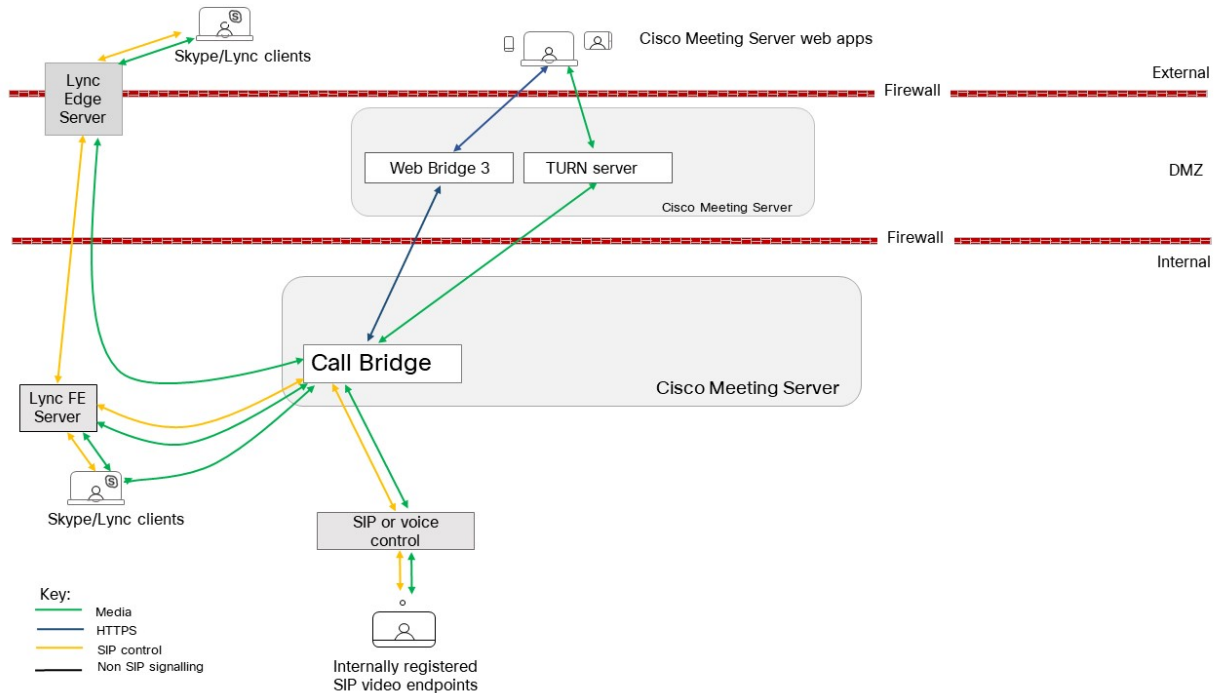 Skype/Lync clients
Cisco Meeting Server web apps
External
Lync
Edge
Server
Firewall
Web Bridge 3
TURN server
DMZ
Cisco Meeting Server
Firewall
Internal
Call Bridge
Cisco Meeting Server
Lync FE
Server
Skype/Lync clients
SIP or voice
control
Key:
Media
HTTPS
SIP control
Non SIP signalling
Internally registered
SIP video endpoints